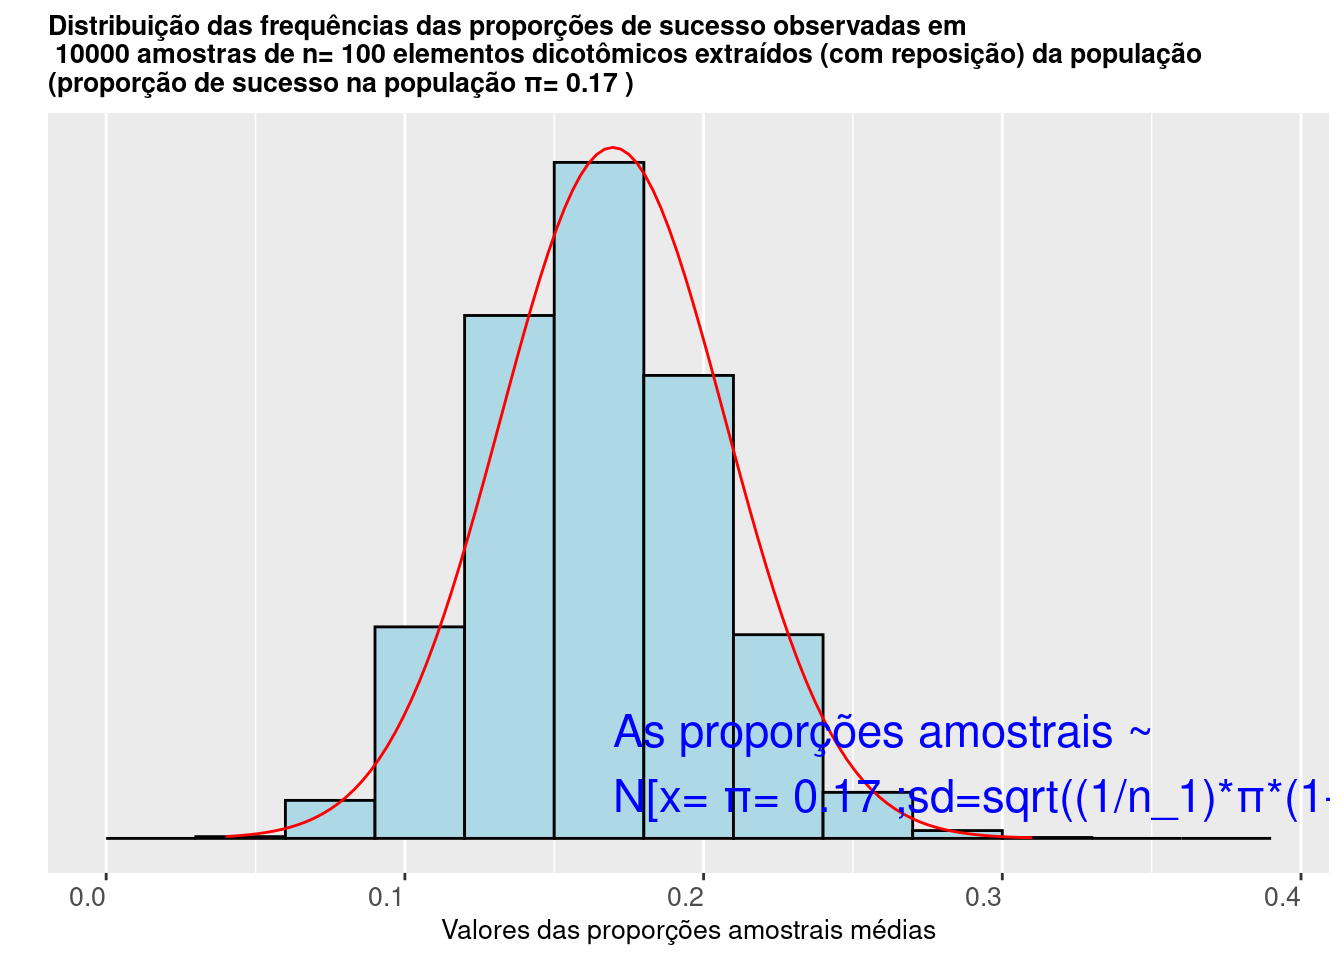 Distribuição das frequências das proporções de sucesso observadas em
10000 amostras de n= 100 elementos dicotômicos extraídos (com reposição) da população
(proporção de sucesso na população π= 0.17 )
As proporções amostrais ~
N[x= π= 0.17 ;sd=sqrt((1/n_1)*π*(1-
0.0 0.1 0.2 0.3 0.4
Valores das proporções amostrais médias